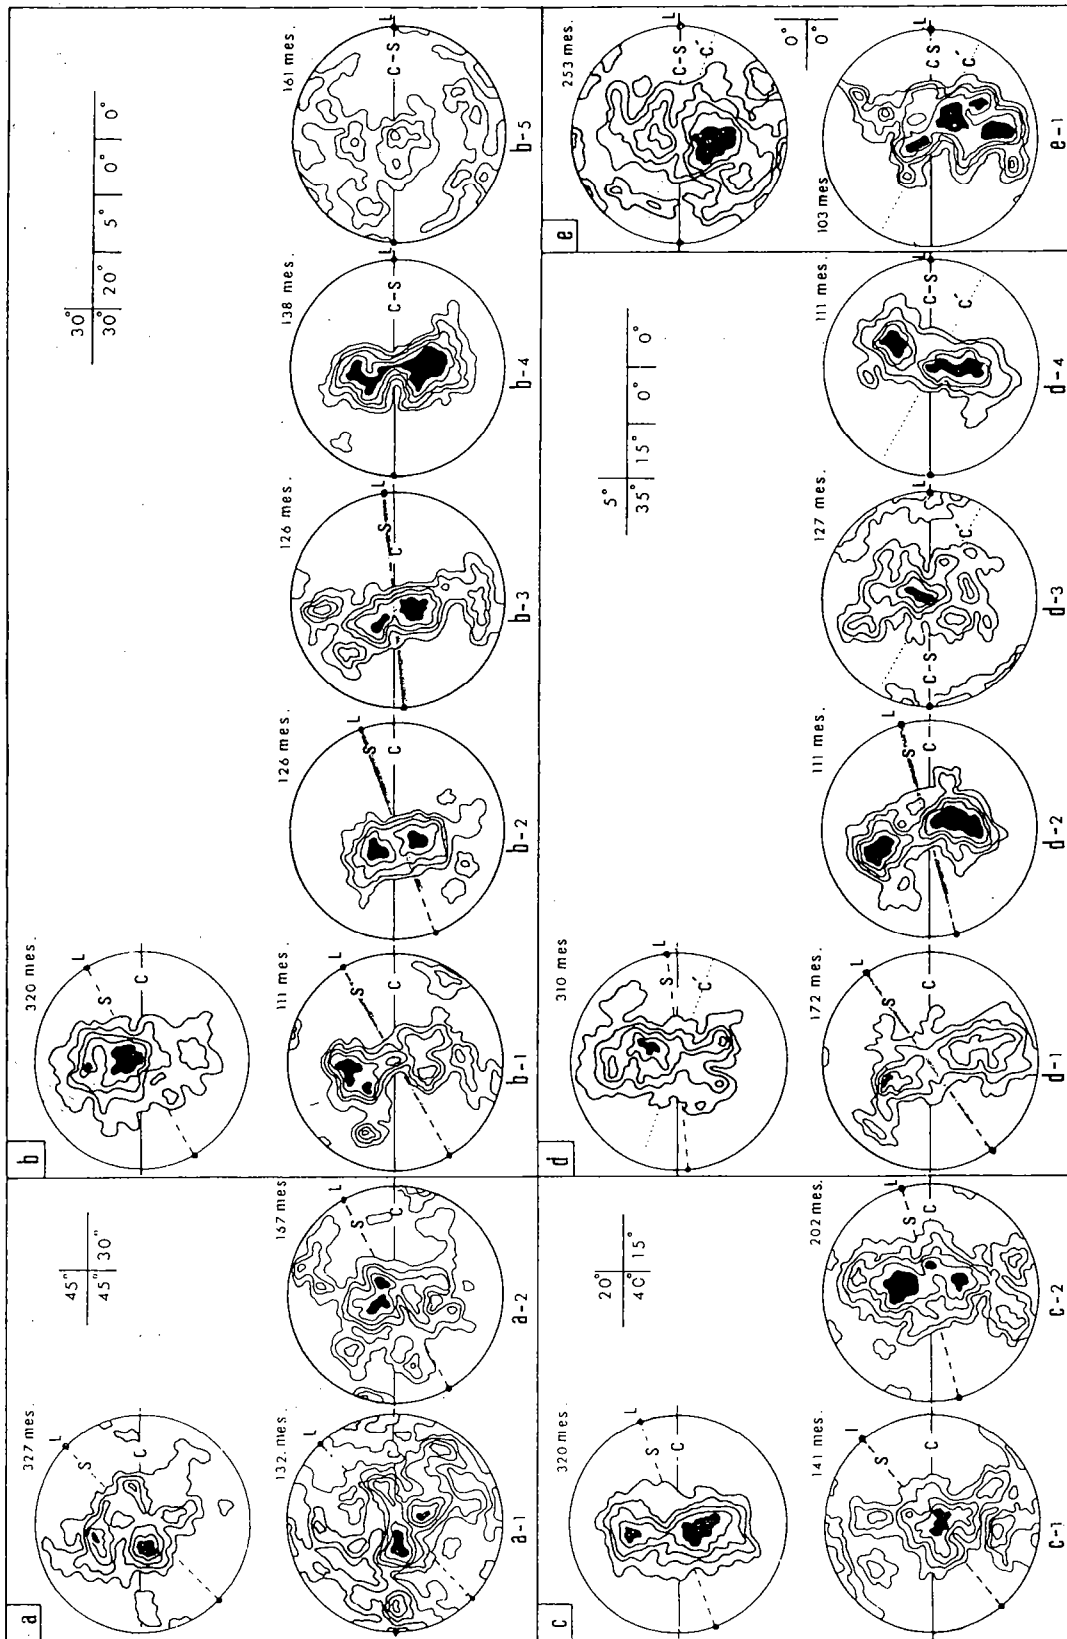 a
327 mes.
L
S
C
45° | 45° 30°
132 mes.
L
S
C
a-1
167 mes.
L
S
C
a-2
b
320 mes.
L
S
C
30° | 30° 20° | 5° | 0° | 0°
111 mes.
L
S
C
b-1
126 mes.
L
S
C
b-2
126 mes.
L
S
C
b-3
138 mes.
L
C-S
b-4
161 mes.
L
C-S
b-5
c
320 mes.
L
S
C
20° | 4C° 15°
141 mes.
L
S
C
c-1
202 mes.
L
S
C
c-2
d
310 mes
L
S
C
C'
5° | 35° 15° | 0° | 0°
172 mes.
L
S
C
d-1
111 mes.
L
S
C
d-2
127 mes.
L
C-S
C'
d-3
111 mes.
L
C-S
C'
d-4
e
253 mes.
L
C-S
C'
0° | 0°
103 mes.
L
C S
C'
e-1